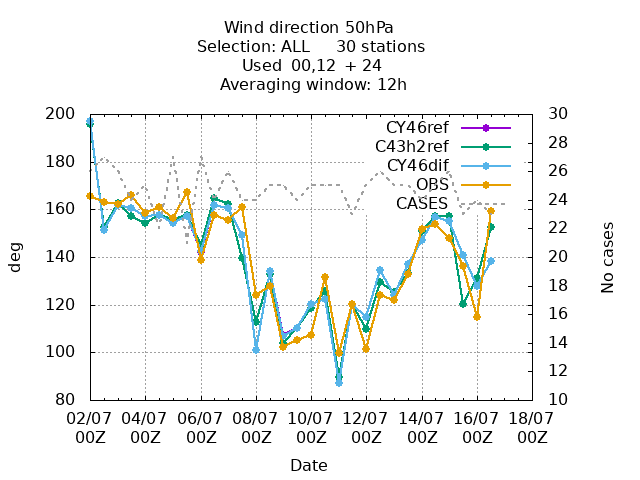 Wind direction 50hPa
Selection: ALL 30 stations
Used 00,12 + 24
Averaging window: 12h
200 30
CY46ref
28
C43h2ref
180 26
CY46dif
OBS
24
CASES
160
22
deg 140 20 No cases
18
120
16
14
100
12
80 10
02/07 04/07 06/07 08/07 10/07 12/07 14/07 16/07 18/07
00Z 00Z 00Z 00Z 00Z 00Z 00Z 00Z 00Z
Date